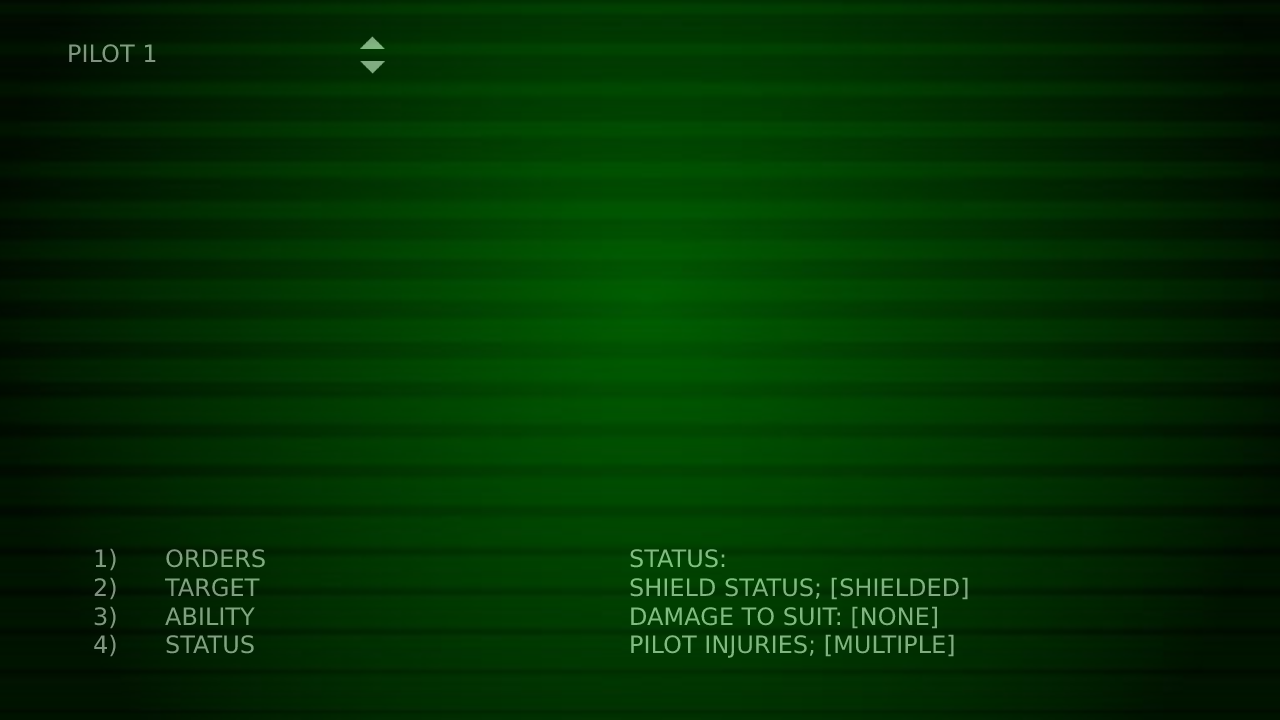 PILOT 1
1) ORDERS
2) TARGET
3) ABILITY
4) STATUS
STATUS:
SHIELD STATUS; [SHIELDED]
DAMAGE TO SUIT: [NONE]
PILOT INJURIES; [MULTIPLE]